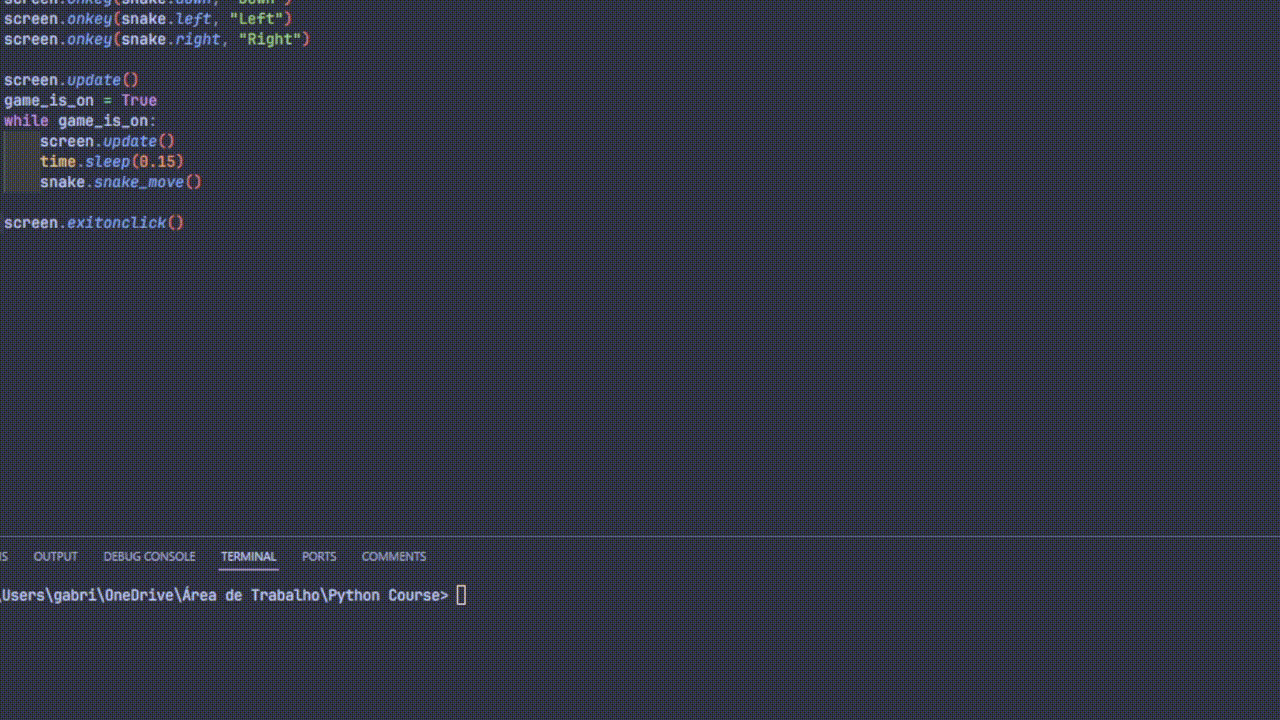 screen.onkey(snake.down, "Down")
screen.onkey(snake.left, "Left")
screen.onkey(snake.right, "Right")
screen.update()
game_is_on = True
while game_is_on:
screen.update()
time.sleep(0.15)
snake.snake_move()
screen.exitonclick()
OUTPUT DEBUG CONSOLE TERMINAL PORTS COMMENTS
\Users\gabri\OneDrive\Área de Trabalho\Python Course>